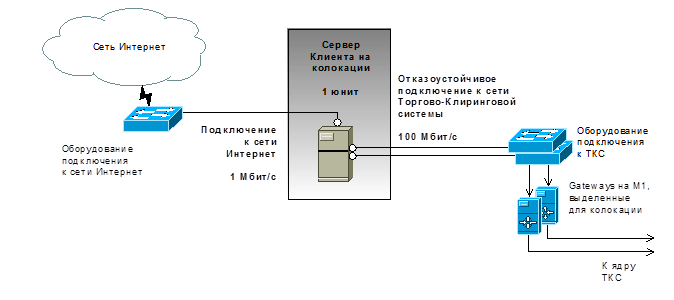 Сеть Интернет
Сервер
Клиента на
колокации
1 юнит
Отказоустойчивое
подключение к сети
Торгово-Клиринговой
системы
100 Мбит/с
Оборудование
подключения
к ТКС
Подключение
к сети
Интернет
1 Мбит/с
Оборудование
подключения
к сети Интернет
Gateways на М1,
выделенные
для колокации
К ядру
ТКС